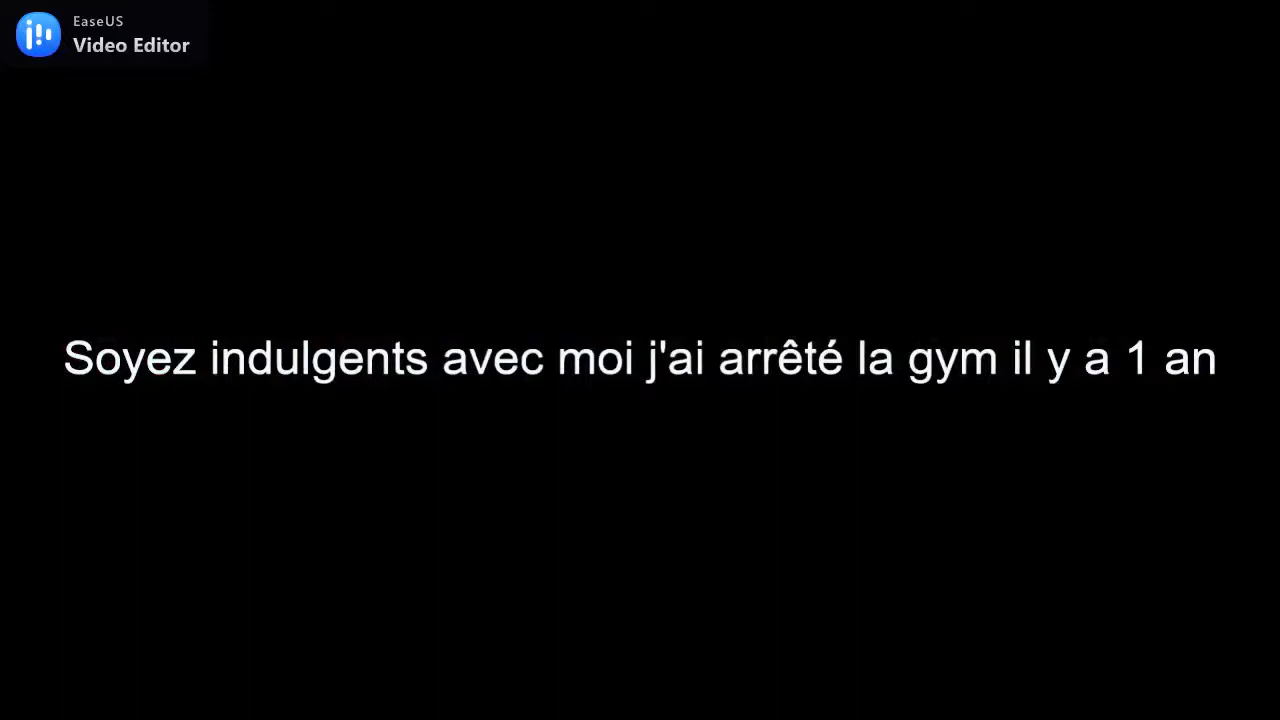 EaseUS
Video Editor
Soyez indulgents avec moi j'ai arrêté la gym il y a 1 an